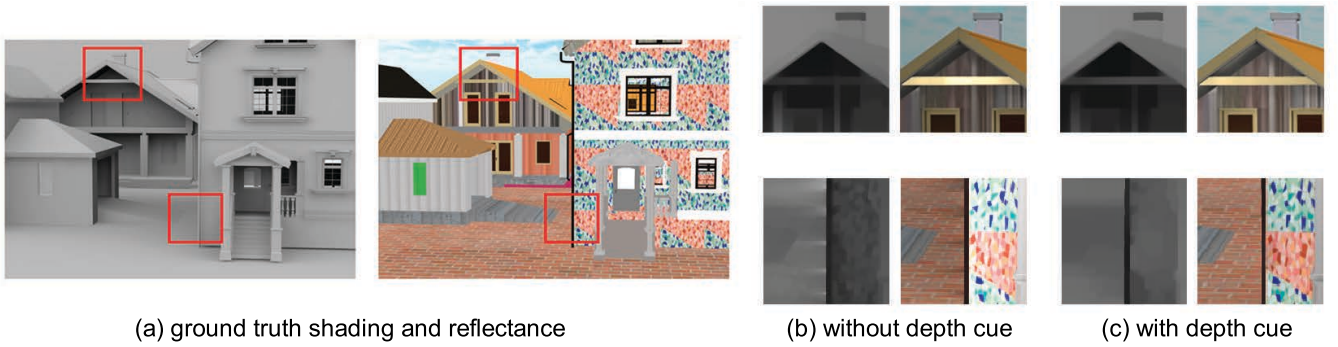 (a) ground truth shading and reflectance
(b) without depth cue
(c) with depth cue